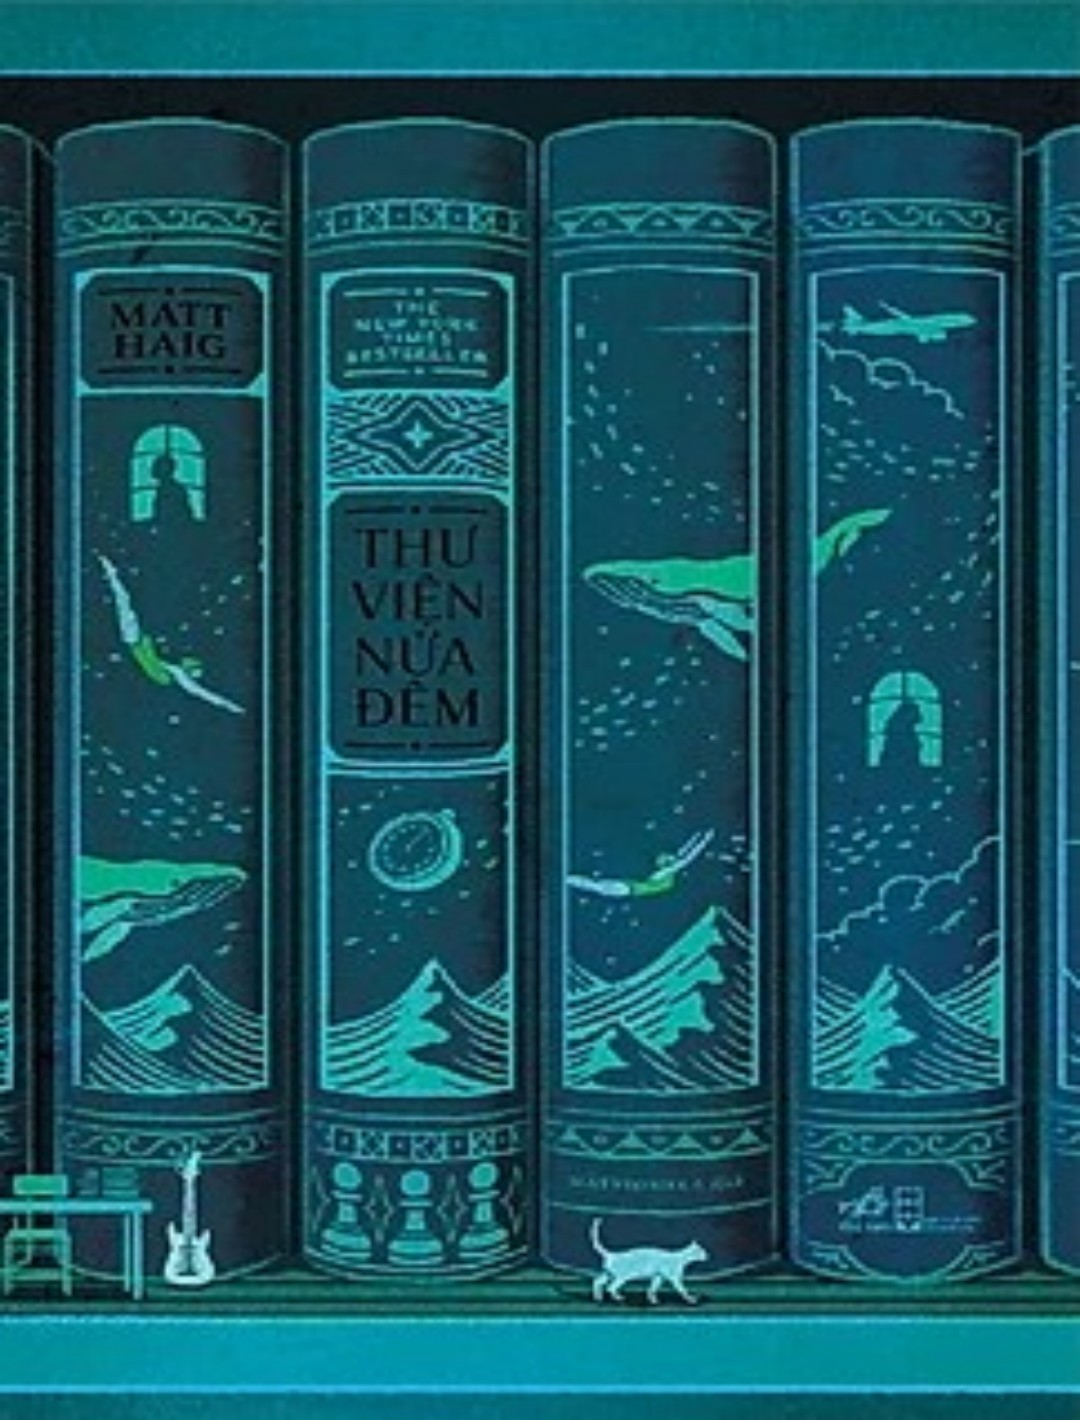 MATT
HAIG
THE
NEW YORK
TIMES
BESTSELLER
THƯ
VIỆN
NỬA
ĐÊM